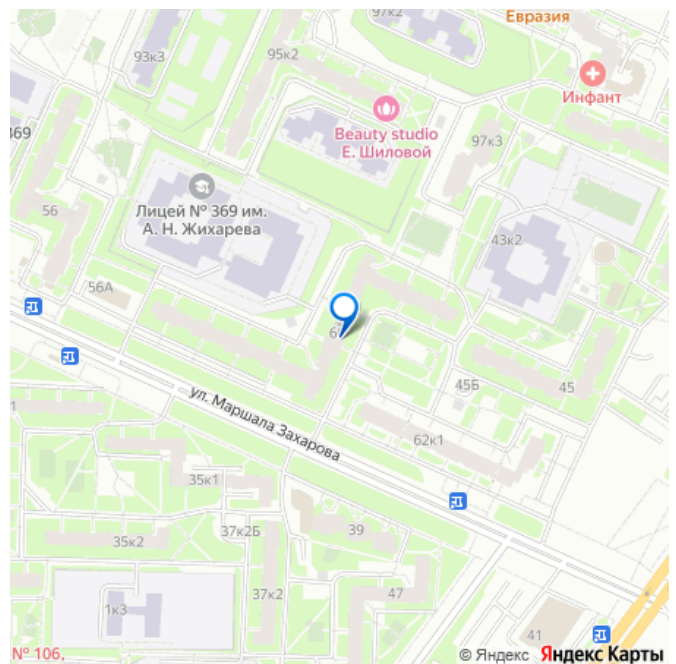 97к2
Евразия
93к3
95к2
Инфант
369
Beauty studio
Е. Шиловой
97к3
Лицей № 369 им.
А. Н. Жихарева
56
43к2
56А
45Б
45
ул. Маршала Захарова
62к1
35к1
37к2Б
39
35к2
37к2
47
1к3
41
№ 106,
© Яндекс Яндекс Карты